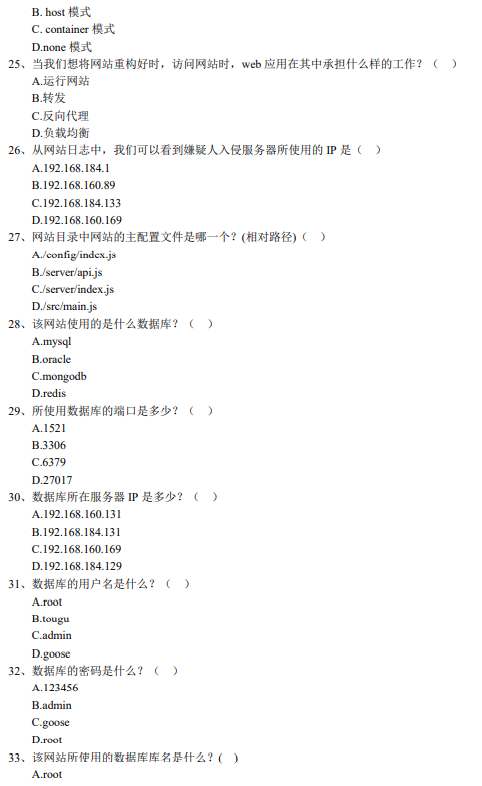 B. host 模式
C. container 模式
D.none 模式
25、当我们想将网站重构好时，访问网站时，web 应用在其中承担什么样的工作？（ ）
A.运行网站
B.转发
C.反向代理
D.负载均衡
26、从网站日志中，我们可以看到嫌疑人入侵服务器所使用的 IP 是（ ）
A.192.168.184.1
B.192.168.160.89
C.192.168.184.133
D.192.168.160.169
27、网站目录中网站的主配置文件是哪一个？(相对路径)（ ）
A./config/index.js
B./server/api.js
C./server/index.js
D./src/main.js
28、该网站使用的是什么数据库？（ ）
A.mysql
B.oracle
C.mongodb
D.redis
29、所使用数据库的端口是多少？（ ）
A.1521
B.3306
C.6379
D.27017
30、数据库所在服务器 IP 是多少？（ ）
A.192.168.160.131
B.192.168.184.131
C.192.168.160.169
D.192.168.184.129
31、数据库的用户名是什么？（ ）
A.root
B.tougu
C.admin
D.goose
32、数据库的密码是什么？（ ）
A.123456
B.admin
C.goose
D.root
33、该网站所使用的数据库库名是什么？( )
A.root